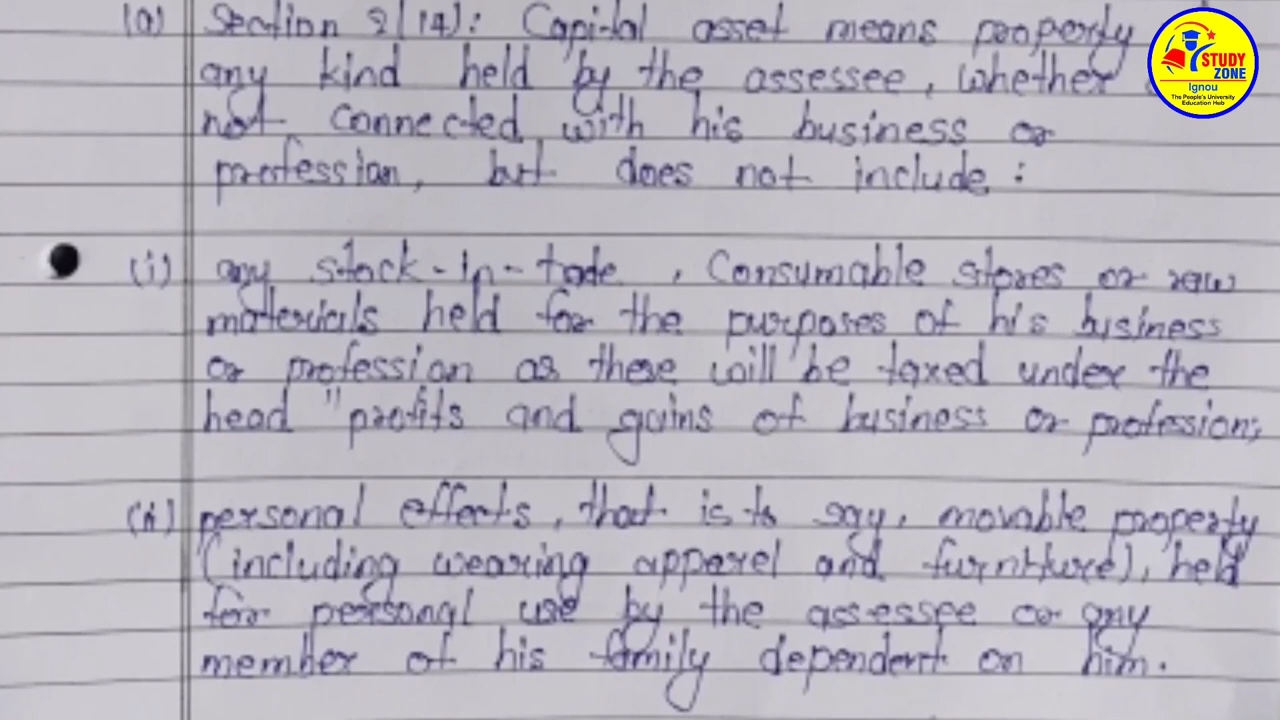 (a) Section 2(14): Capital asset means property
any kind held by the assessee, whether
not connected with his business or
profession, but does not include:
(i) any stock-in-trade, Consumable stores or raw
materials held for the purposes of his business
or profession as these will be taxed under the
head "profits and gains of business or profession;
(ii) personal effects, that is to say, movable property
(including wearing apparel and furniture), held
for personal use by the assessee or any
member of his family dependent on him.
STUDY
ZONE
Ignou
The People's University
Education Hub